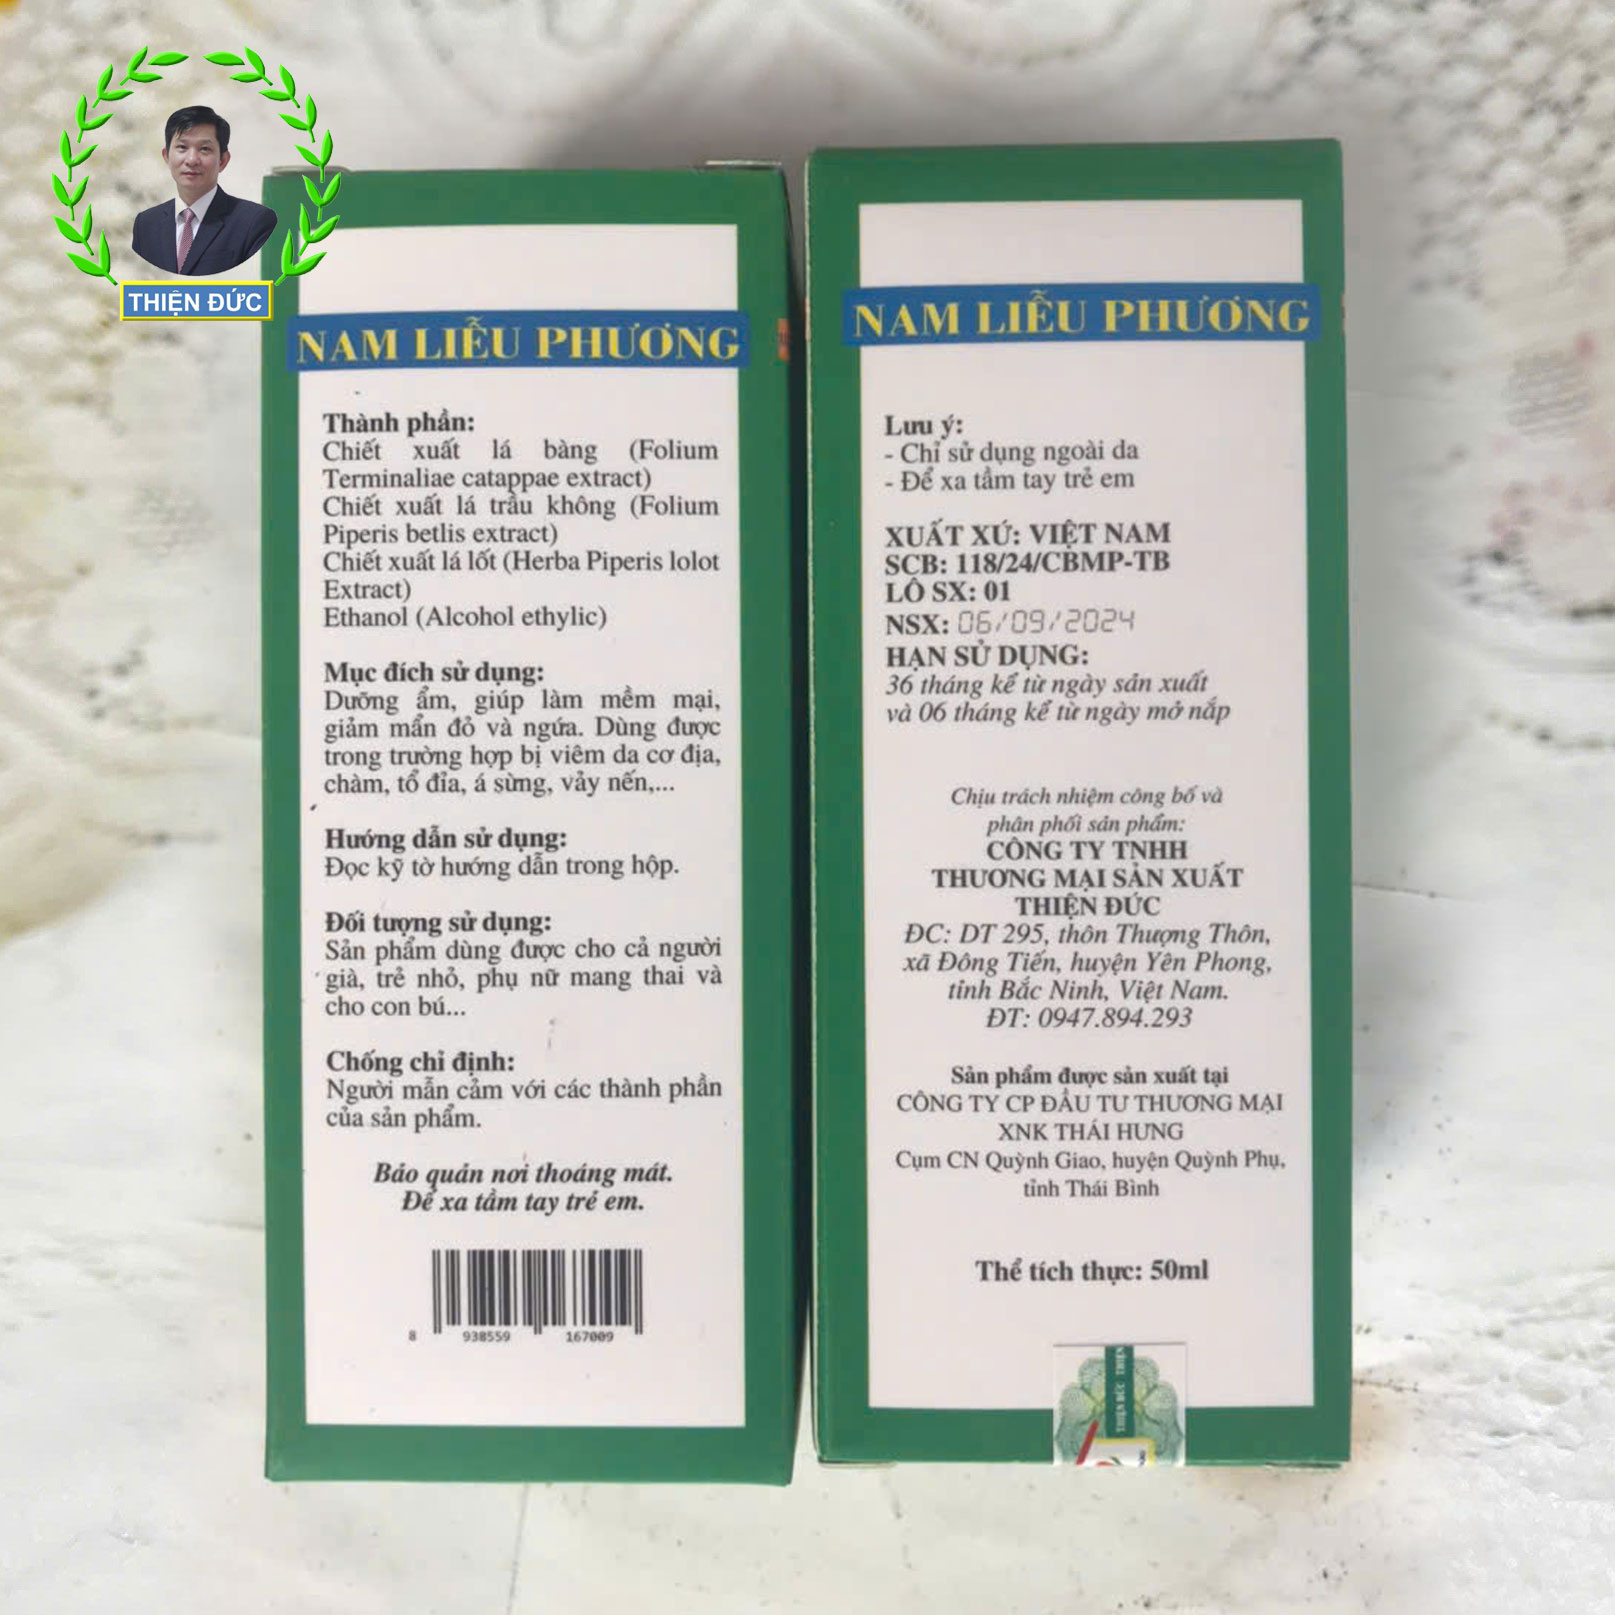 THIỆN ĐỨC
NAM LIỄU PHƯƠNG
Thành phần:
Chiết xuất lá bàng (Folium
Terminaliae catappae extract)
Chiết xuất lá trầu không (Folium
Piperis betlis extract)
Chiết xuất lá lốt (Herba Piperis lolot
Extract)
Ethanol (Alcohol ethylic)
Mục đích sử dụng:
Dưỡng ẩm, giúp làm mềm mại,
giảm mẩn đỏ và ngứa. Dùng được
trong trường hợp bị viêm da cơ địa,
chàm, tổ đỉa, á sừng, vảy nến,...
Hướng dẫn sử dụng:
Đọc kỹ tờ hướng dẫn trong hộp.
Đối tượng sử dụng:
Sản phẩm dùng được cho cả người
già, trẻ nhỏ, phụ nữ mang thai và
cho con bú...
Chống chỉ định:
Người mẫn cảm với các thành phần
của sản phẩm.
Bảo quản nơi thoáng mát.
Để xa tầm tay trẻ em.
8 938559 167009
NAM LIỄU PHƯƠNG
Lưu ý:
- Chỉ sử dụng ngoài da
- Để xa tầm tay trẻ em
XUẤT XỨ: VIỆT NAM
SCB: 118/24/CBMP-TB
LÔ SX: 01
NSX: 06/09/2024
HẠN SỬ DỤNG:
36 tháng kể từ ngày sản xuất
và 06 tháng kể từ ngày mở nắp
Chịu trách nhiệm công bố và
phân phối sản phẩm:
CÔNG TY TNHH
THƯƠNG MẠI SẢN XUẤT
THIỆN ĐỨC
ĐC: DT 295, thôn Thượng Thôn,
xã Đông Tiến, huyện Yên Phong,
tỉnh Bắc Ninh, Việt Nam.
ĐT: 0947.894.293
Sản phẩm được sản xuất tại
CÔNG TY CP ĐẦU TƯ THƯƠNG MẠI
XNK THÁI HƯNG
Cụm CN Quỳnh Giao, huyện Quỳnh Phụ,
tỉnh Thái Bình
Thể tích thực: 50ml
THIỆN ĐỨC THIỆN